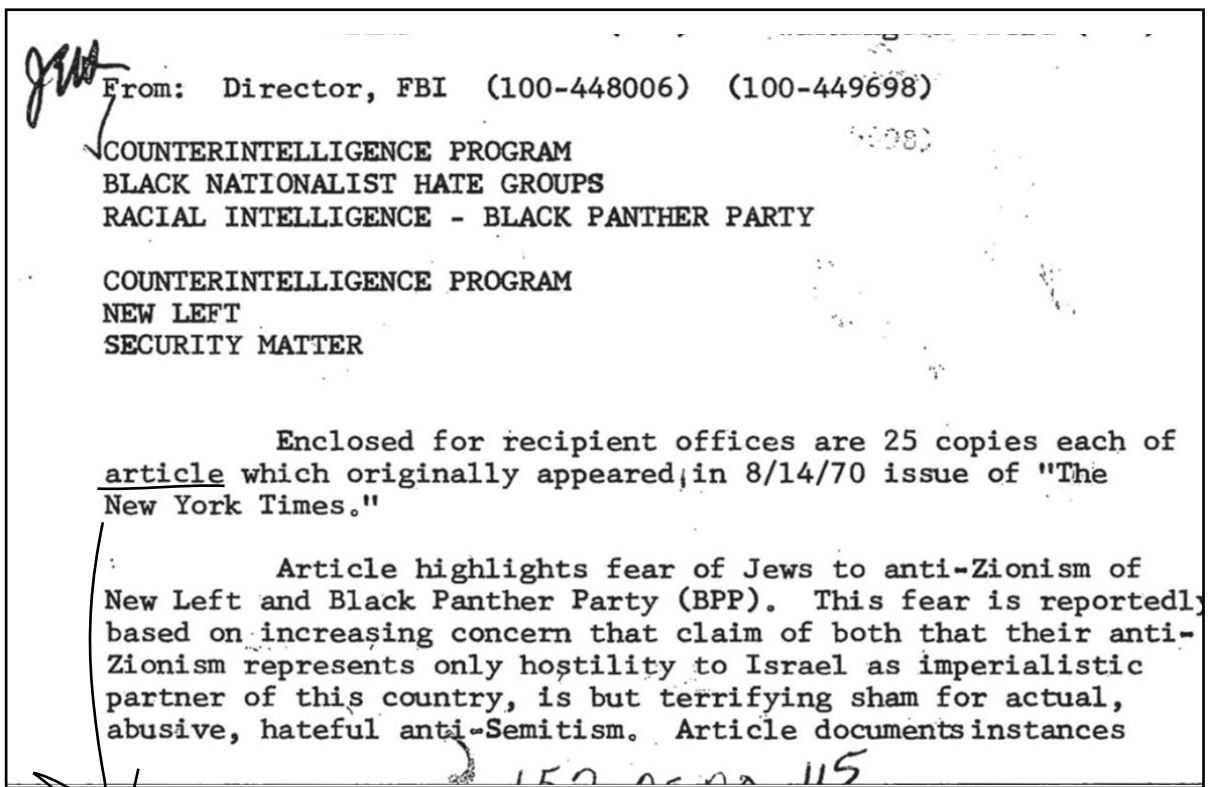 JEW
From: Director, FBI (100-448006) (100-449698)
COUNTERINTELLIGENCE PROGRAM
BLACK NATIONALIST HATE GROUPS
RACIAL INTELLIGENCE - BLACK PANTHER PARTY
COUNTERINTELLIGENCE PROGRAM
NEW LEFT
SECURITY MATTER
Enclosed for recipient offices are 25 copies each of
article which originally appeared in 8/14/70 issue of "The
New York Times."
Article highlights fear of Jews to anti-Zionism of
New Left and Black Panther Party (BPP). This fear is reportedly
based on increasing concern that claim of both that their anti-
Zionism represents only hostility to Israel as imperialistic
partner of this country, is but terrifying sham for actual,
abusive, hateful anti-Semitism. Article documents instances